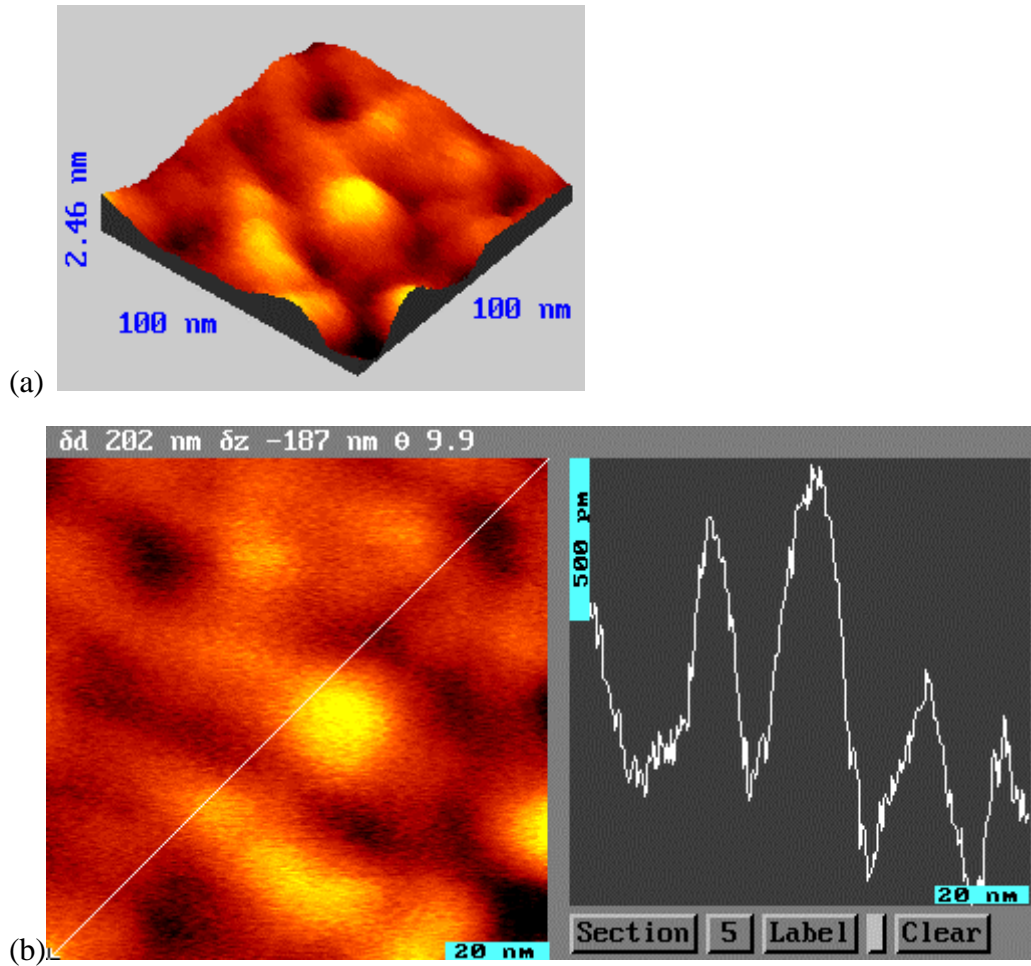 2.46 nm
100 nm
100 nm
(a)
δd 202 nm δz -187 nm θ 9.9
500 pm
20 nm
20 nm
Section 5 Label Clear
(b)